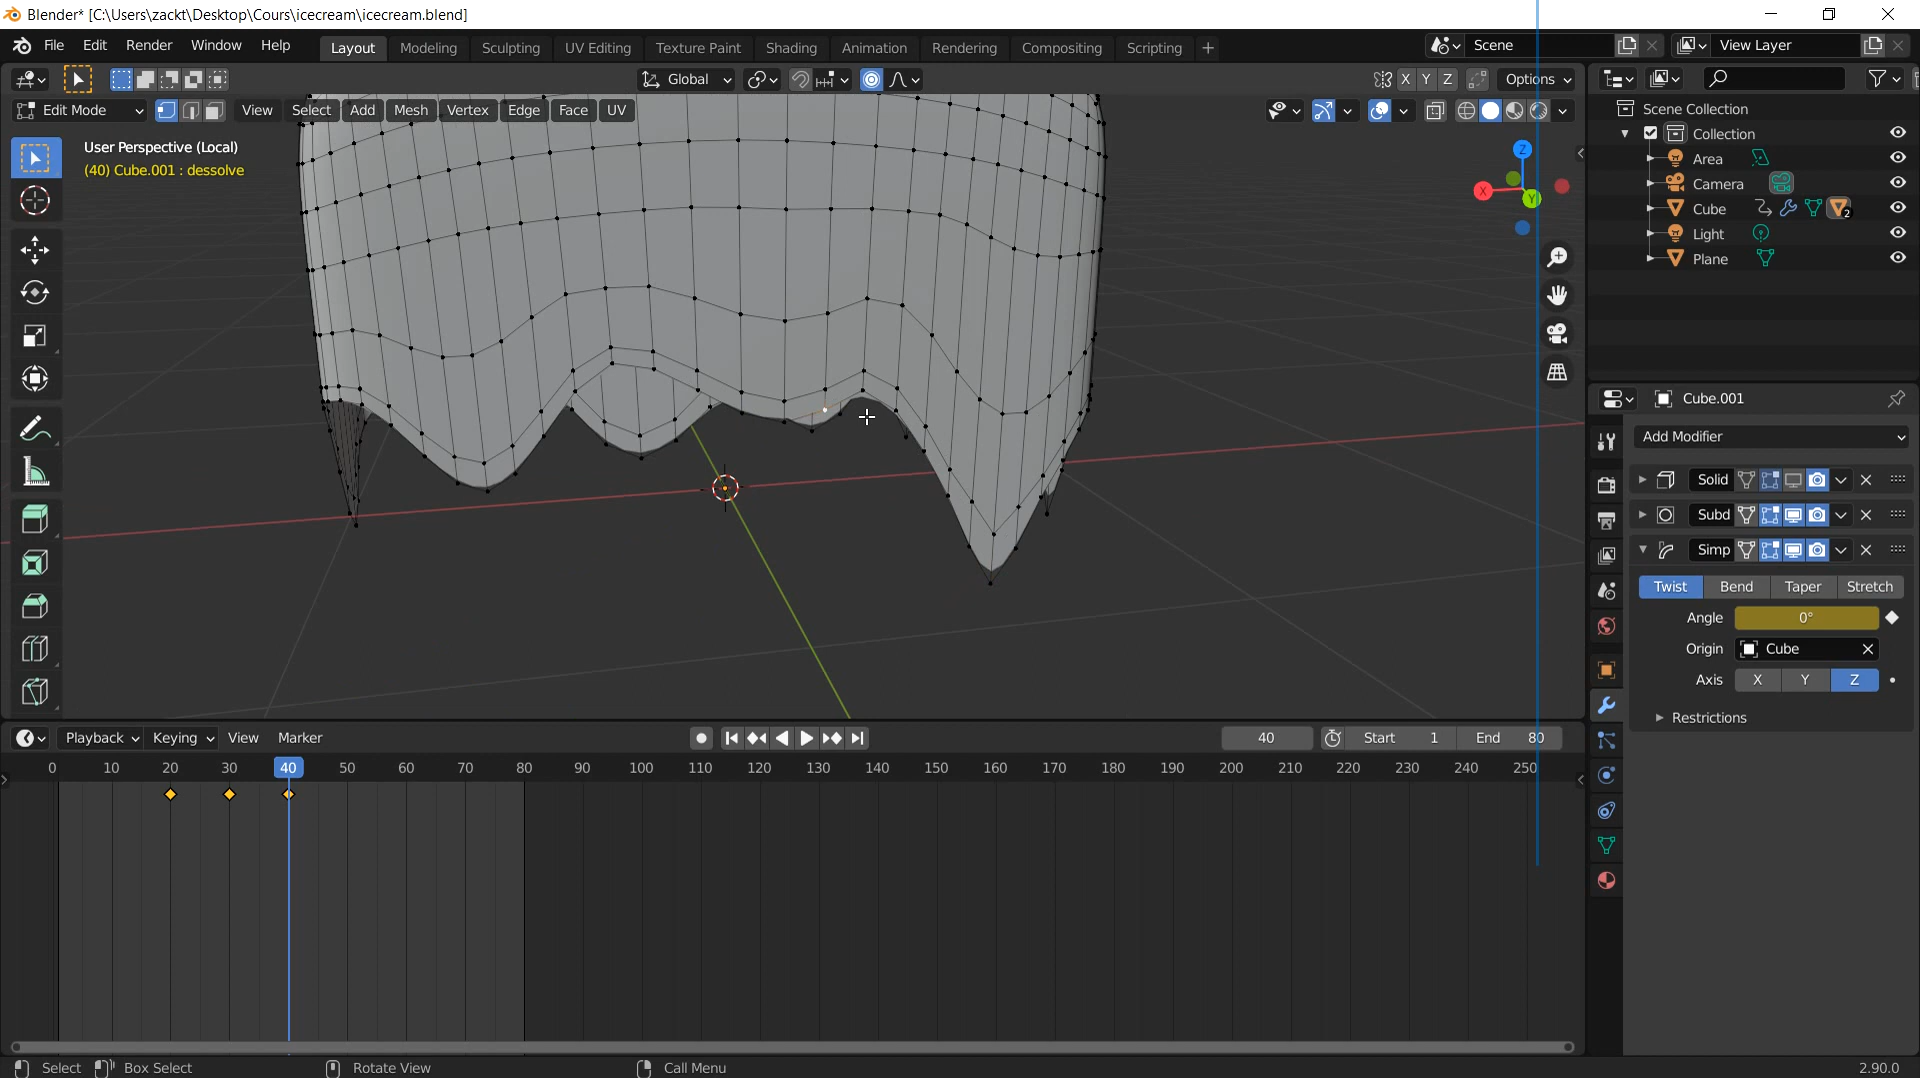 Blender* [C:\Users\zackt\Desktop\Cours\icecream\icecream.blend]
File Edit Render Window Help Layout Modeling Sculpting UV Editing Texture Paint Shading Animation Rendering Compositing Scripting + Scene View Layer
Global X Y Z Options
Edit Mode View Select Add Mesh Vertex Edge Face UV
User Perspective (Local)
(40) Cube.001 : dessolve
Z
X
Y
Scene Collection
Collection
Area
Camera
Cube 2
Light
Plane
Cube.001
Add Modifier
Solid
Subd
Simp
Twist Bend Taper Stretch
Angle 0°
Origin Cube
Axis X Y Z
Restrictions
Playback Keying View Marker 40 Start 1 End 80
0 10 20 30 40 50 60 70 80 90 100 110 120 130 140 150 160 170 180 190 200 210 220 230 240 250
Select Box Select Rotate View Call Menu 2.90.0